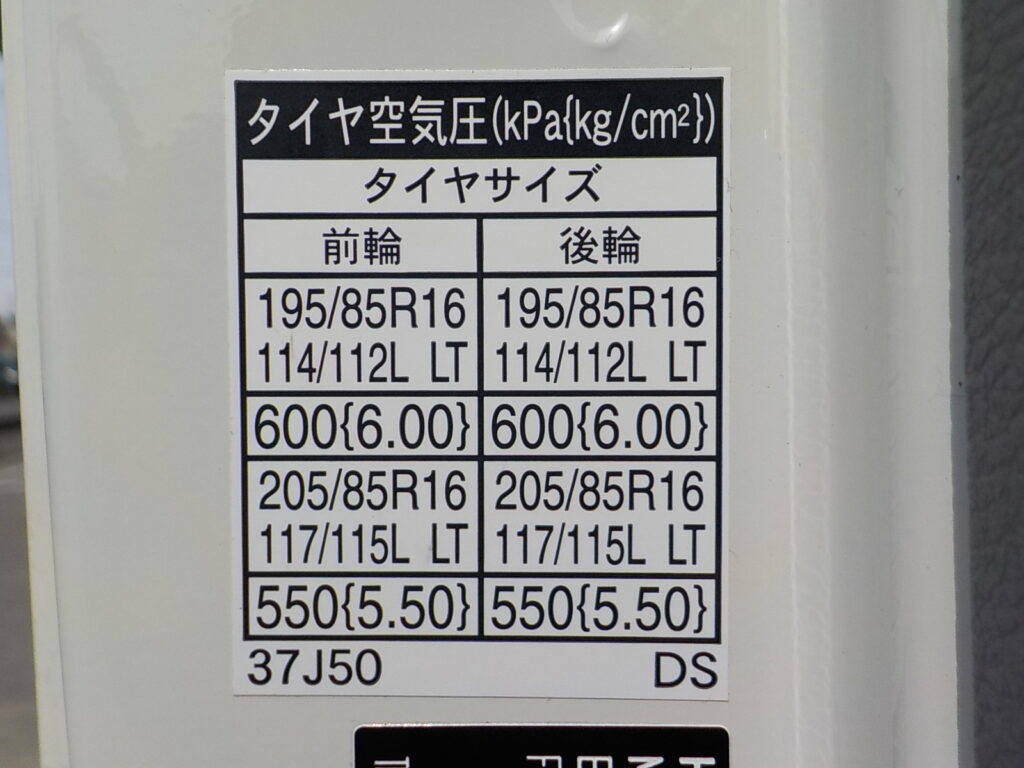 タイヤ空気圧(kPa{kg/cm²})
タイヤサイズ
前輪 後輪
195/85R16 195/85R16
114/112L LT 114/112L LT
600{6.00} 600{6.00}
205/85R16 205/85R16
117/115L LT 117/115L LT
550{5.50} 550{5.50}
37J50 DS